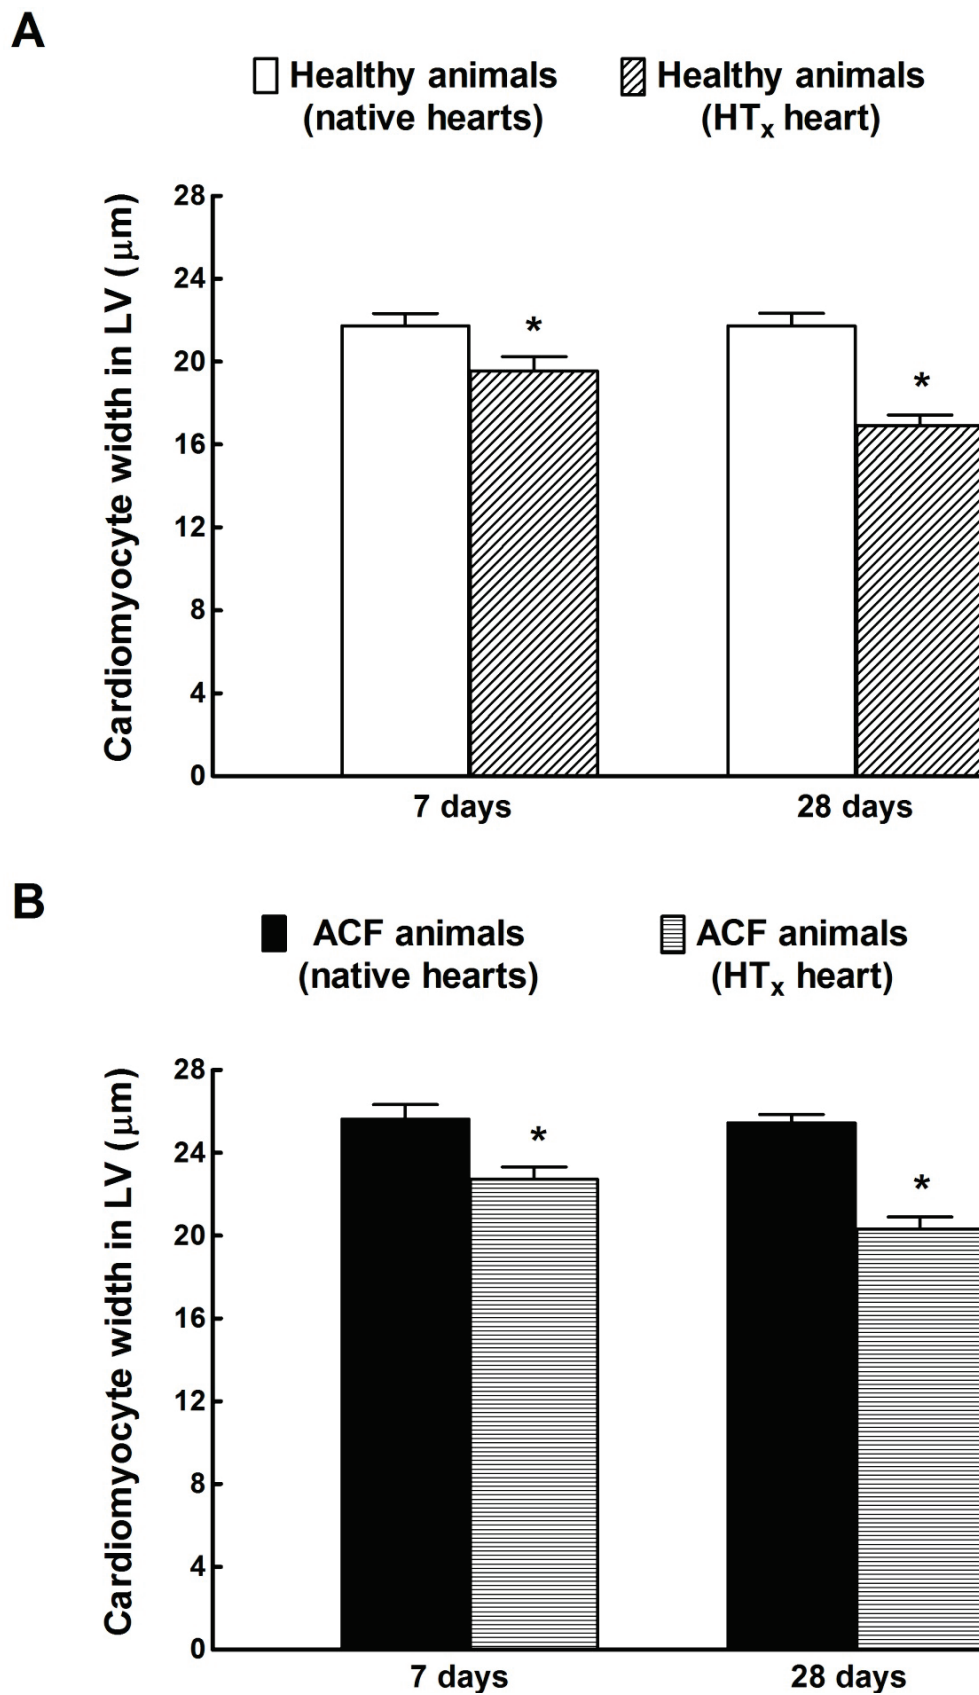 A
Healthy animals
(native hearts)
Healthy animals
(HTx heart)
Cardiomyocyte width in LV (μm)
28
24
20
16
12
8
4
0
*
*
7 days
28 days
B
ACF animals
(native hearts)
ACF animals
(HTx heart)
Cardiomyocyte width in LV (μm)
28
24
20
16
12
8
4
0
*
*
7 days
28 days